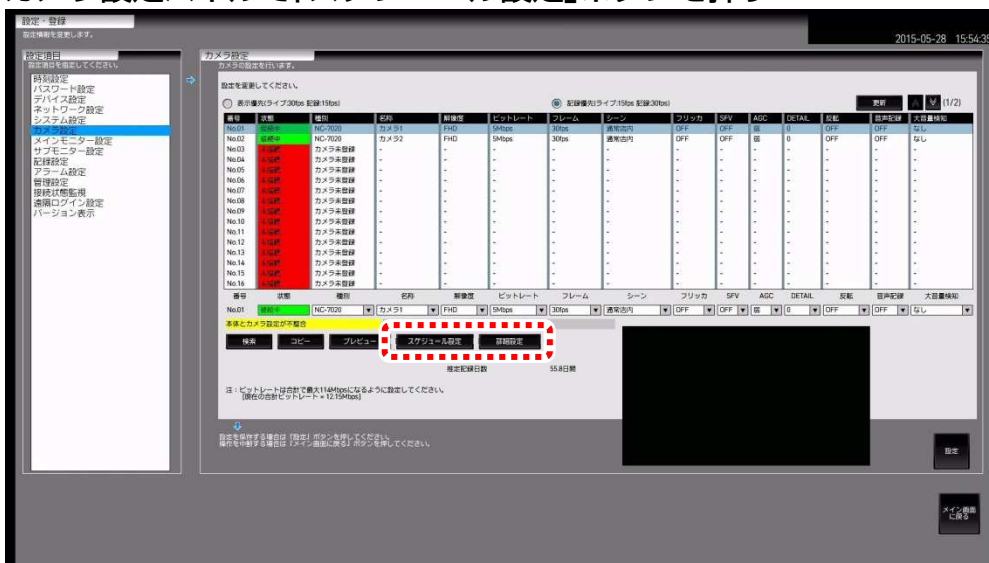 設定・登録
設定情報を変更します。
2015-05-28 15:54:35
設定項目
設定項目を指定してください。
時刻設定
パスワード設定
デバイス設定
ネットワーク設定
システム設定
カメラ設定
メインモニター設定
サブモニター設定
記録設定
アラーム設定
管理設定
接続状態監視
遠隔ログイン設定
バージョン表示
カメラ設定
カメラの設定を行います。
設定を変更してください。
表示優先(ライブ:30fps 記録:15fps)
記録優先(ライブ:15fps 記録:30fps)
更新 (1/2)
番号 状態 種別 名称 解像度 ビットレート フレーム シーン フリッカ SFV AGC DETAIL 反転 音声記録 大音量検知
No.01 接続中 NC-7020 カメラ1 FHD 5Mbps 30fps 通常店内 OFF OFF 弱 0 OFF OFF なし
No.02 接続中 NC-7020 カメラ2 FHD 5Mbps 30fps 通常店内 OFF OFF 弱 0 OFF OFF なし
No.03 未接続 カメラ未登録 - - - - - - - - - - - -
No.04 未接続 カメラ未登録 - - - - - - - - - - - -
No.05 未接続 カメラ未登録 - - - - - - - - - - - -
No.06 未接続 カメラ未登録 - - - - - - - - - - - -
No.07 未接続 カメラ未登録 - - - - - - - - - - - -
No.08 未接続 カメラ未登録 - - - - - - - - - - - -
No.09 未接続 カメラ未登録 - - - - - - - - - - - -
No.10 未接続 カメラ未登録 - - - - - - - - - - - -
No.11 未接続 カメラ未登録 - - - - - - - - - - - -
No.12 未接続 カメラ未登録 - - - - - - - - - - - -
No.13 未接続 カメラ未登録 - - - - - - - - - - - -
No.14 未接続 カメラ未登録 - - - - - - - - - - - -
No.15 未接続 カメラ未登録 - - - - - - - - - - - -
No.16 未接続 カメラ未登録 - - - - - - - - - - - -
番号 状態 種別 名称 解像度 ビットレート フレーム シーン フリッカ SFV AGC DETAIL 反転 音声記録 大音量検知
No.01 接続中 NC-7020 カメラ1 FHD 5Mbps 30fps 通常店内 OFF OFF 弱 0 OFF OFF なし
本体とカメラ設定が不整合
検索 コピー プレビュー スケジュール設定 詳細設定
推定記録日数 55.8日間
注：ビットレートは合計で最大114Mbpsになるように設定してください。
[現在の合計ビットレート = 12.15Mbps]
設定を保存する場合は「設定」ボタンを押してください。
操作を中断する場合は「メイン画面に戻る」ボタンを押してください。
設定
メイン画面
に戻る